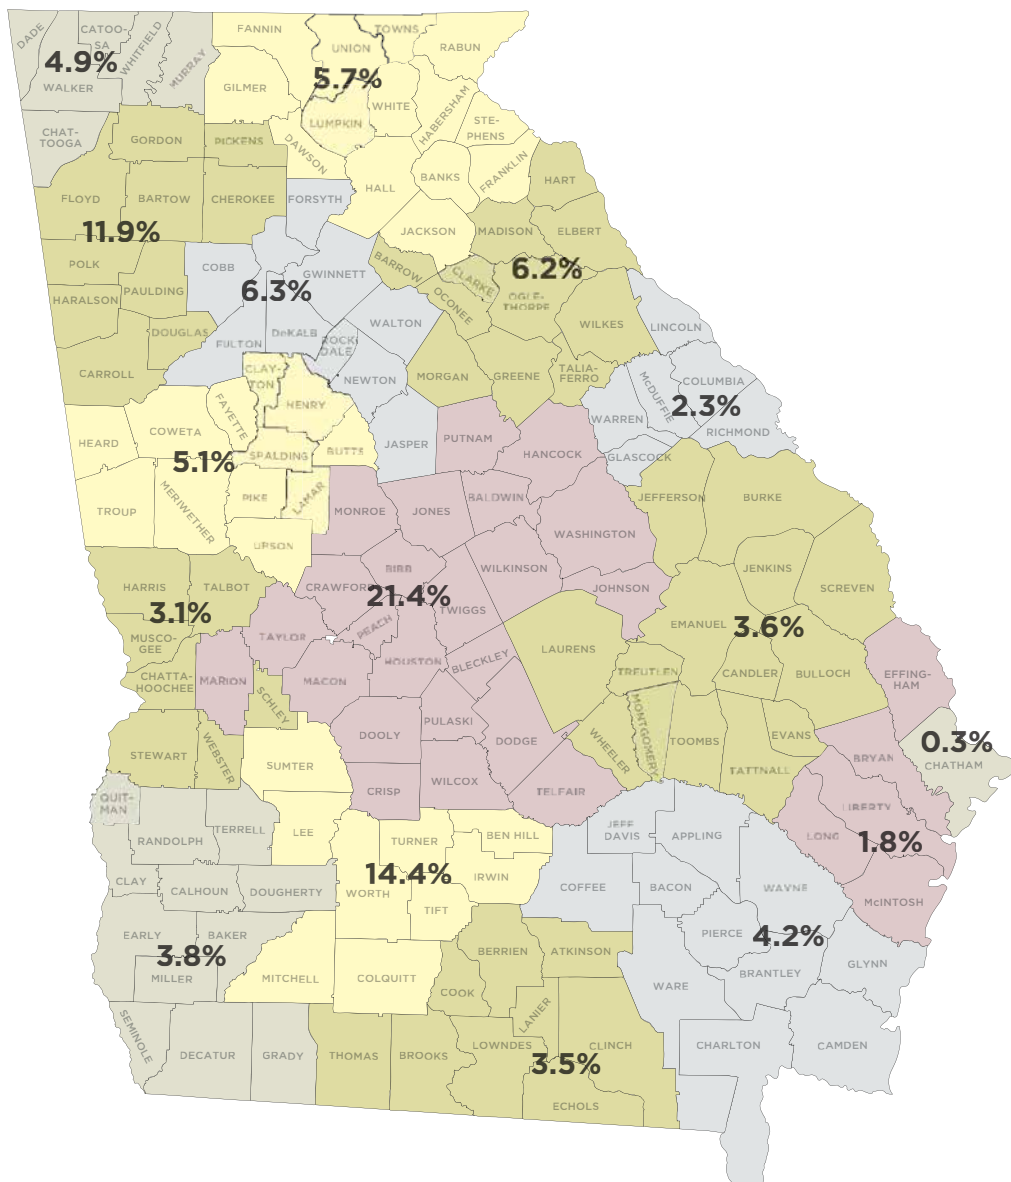 DADE
CATOO-
SA
WHITFIELD
MURRAY
4.9%
WALKER
CHAT-
TOOGA
FANNIN
UNION
TOWNS
RABUN
5.7%
GILMER
WHITE
HABERSHAM
STE-
PHENS
LUMPKIN
DAWSON
BANKS
FRANKLIN
HALL
JACKSON
GORDON
PICKENS
FLOYD
BARTOW
CHEROKEE
11.9%
POLK
HARALSON
PAULDING
DOUGLAS
CARROLL
FORSYTH
COBB
GWINNETT
6.3%
FULTON
DeKALB
ROCK
DALE
WALTON
NEWTON
JASPER
HART
MADISON
ELBERT
BARROW
CLARKE
6.2%
OCONEE
OGLE-
THORPE
WILKES
MORGAN
GREENE
TALIA-
FERRO
LINCOLN
COLUMBIA
McDUFFIE
2.3%
WARREN
RICHMOND
GLASCOCK
CLAY-
TON
HENRY
FAYETTE
COWETA
HEARD
5.1%
SPALDING
BUTTS
TROUP
MERIWETHER
PIKE
LAMAR
UPSON
PUTNAM
HANCOCK
MONROE
JONES
BALDWIN
WASHINGTON
BIBB
WILKINSON
JOHNSON
CRAWFORD
21.4%
TWIGGS
PEACH
TAYLOR
HOUSTON
BLECKLEY
MARION
MACON
PULASKI
DOOLY
DODGE
WILCOX
CRISP
TELFAIR
HARRIS
TALBOT
3.1%
MUSCO-
GEE
CHATTA-
HOOCHEE
SCHLEY
STEWART
WEBSTER
JEFFERSON
BURKE
JENKINS
SCREVEN
EMANUEL
3.6%
LAURENS
TREUTLEN
CANDLER
BULLOCH
MONTGOMERY
WHEELER
TOOMBS
EVANS
TATTNALL
EFFING-
HAM
0.3%
CHATHAM
BRYAN
LIBERTY
LONG
1.8%
McINTOSH
SUMTER
LEE
TURNER
BEN HILL
14.4%
IRWIN
WORTH
TIFT
MITCHELL
COLQUITT
QUIT-
MAN
RANDOLPH
TERRELL
CLAY
CALHOUN
DOUGHERTY
EARLY
BAKER
3.8%
MILLER
SEMINOLE
DECATUR
GRADY
JEFF
DAVIS
APPLING
COFFEE
BACON
WAYNE
PIERCE
4.2%
BRANTLEY
GLYNN
WARE
CHARLTON
CAMDEN
BERRIEN
ATKINSON
COOK
LANIER
THOMAS
BROOKS
LOWNDES
CLINCH
3.5%
ECHOLS